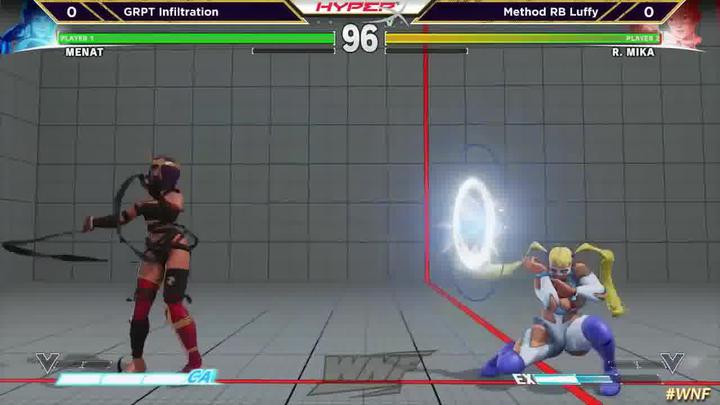 0 GRPT Infiltration HYPER Method RB Luffy 0
PLAYER 1 96 PLAYER 2
MENAT R. MIKA
V CA EX V
WNF
#WNF